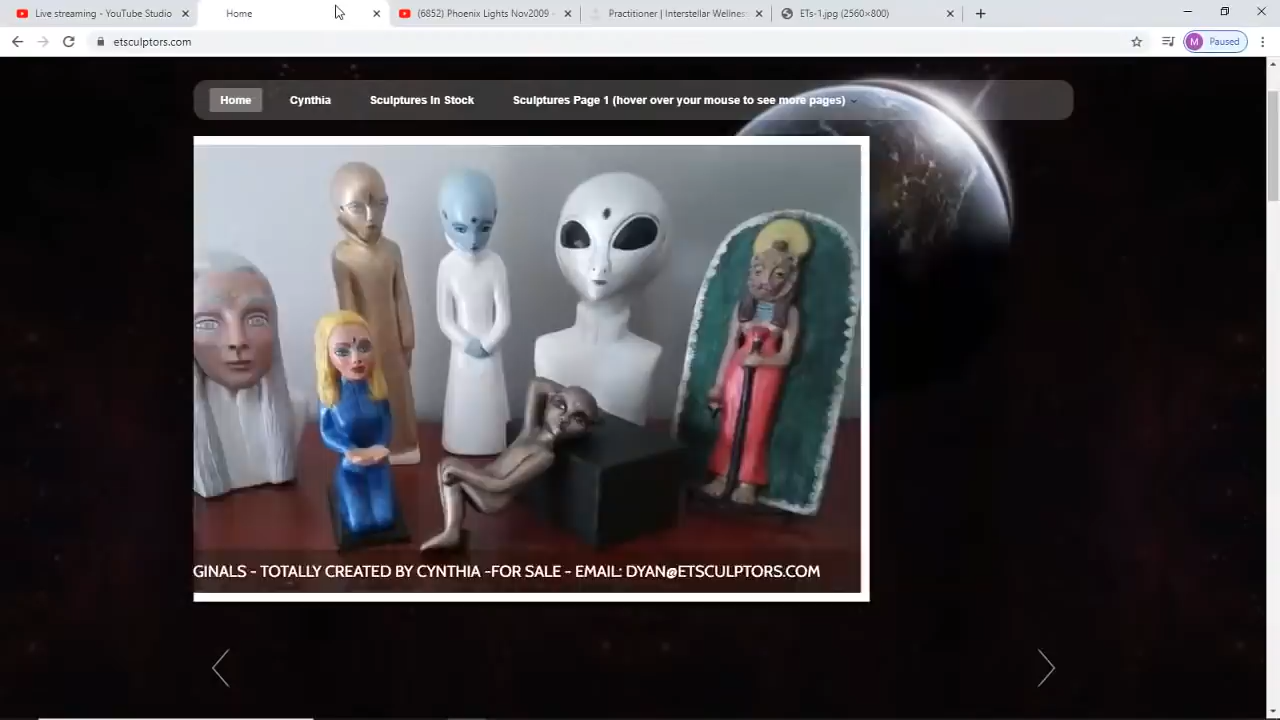 Live streaming - YouTube Studio
Home
(6852) Phoenix Lights Nov2009 -
Practitioner | Interstellar Wellness
ETs-1.jpg (2560×800)
etsculptors.com
M Paused
Home Cynthia Sculptures In Stock Sculptures Page 1 (hover over your mouse to see more pages)
GINALS - TOTALLY CREATED BY CYNTHIA -FOR SALE - EMAIL: DYAN@ETSCULPTORS.COM